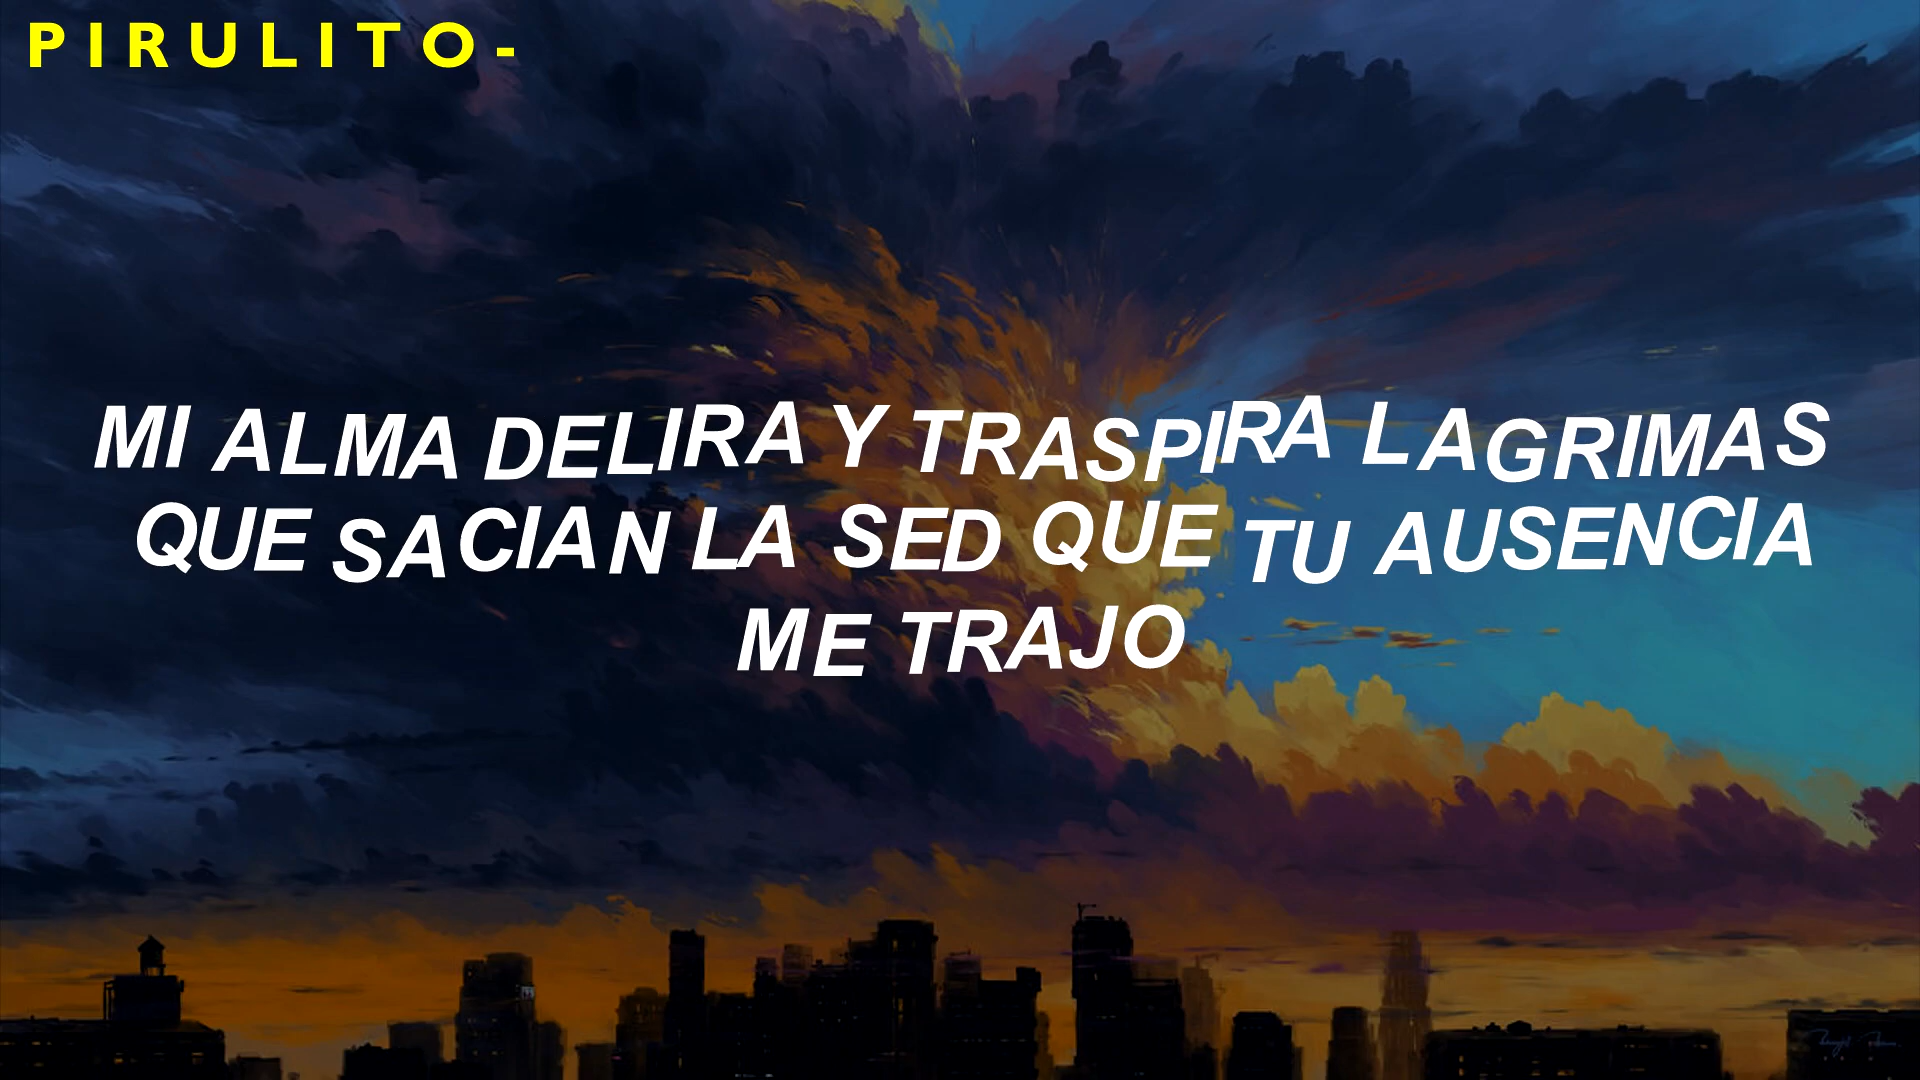 PIRULITO-
MI ALMA DELIRA Y TRASPIRA LAGRIMAS
QUE SACIAN LA SED QUE TU AUSENCIA
ME TRAJO